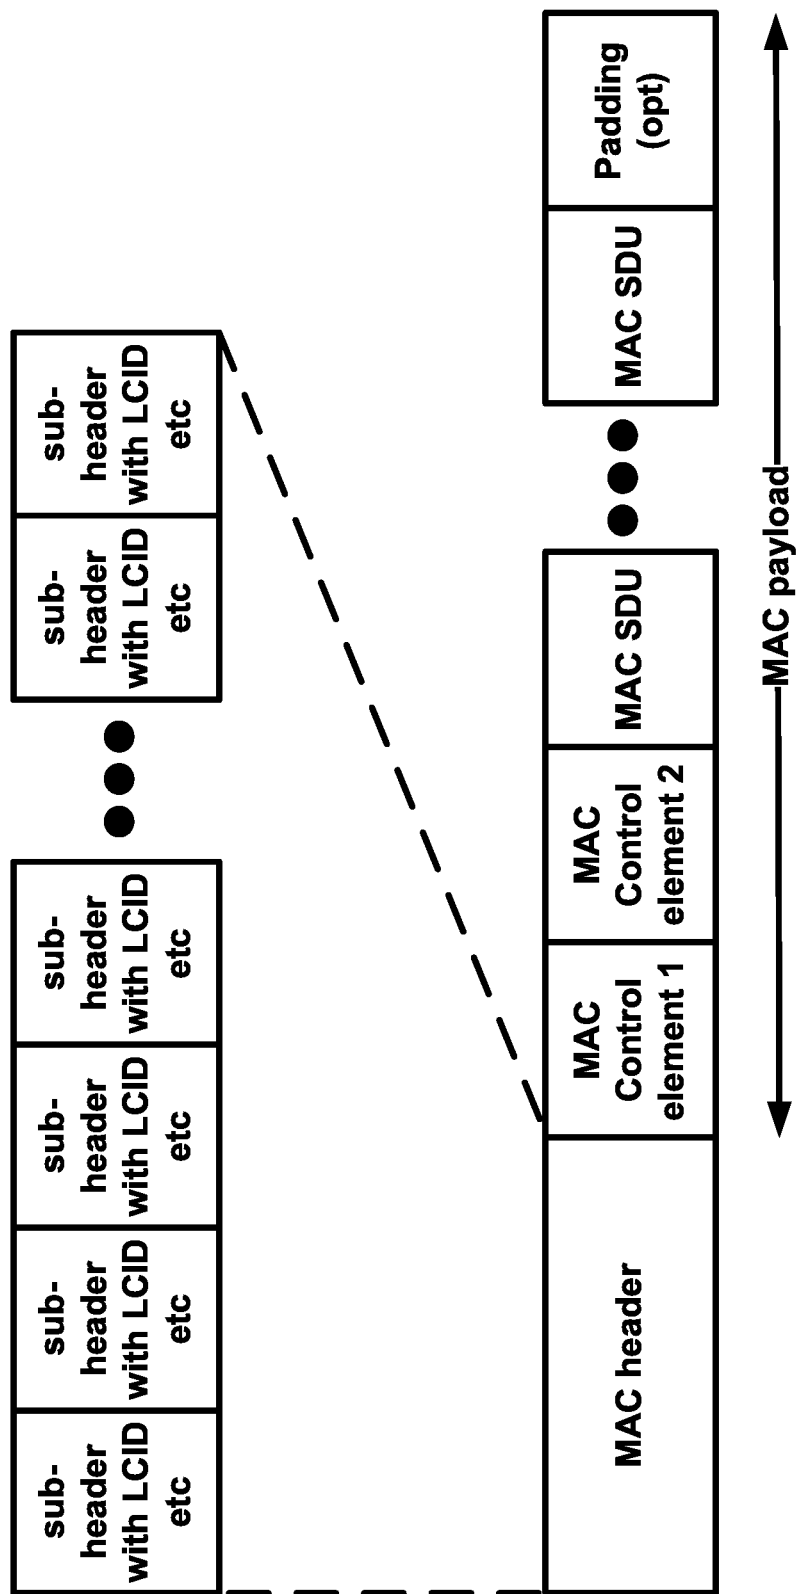 sub-
header
with LCID
etc
sub-
header
with LCID
etc
sub-
header
with LCID
etc
sub-
header
with LCID
etc
sub-
header
with LCID
etc
sub-
header
with LCID
etc
MAC header
MAC
Control
element 1
MAC
Control
element 2
MAC SDU
MAC SDU
Padding
(opt)
MAC payload